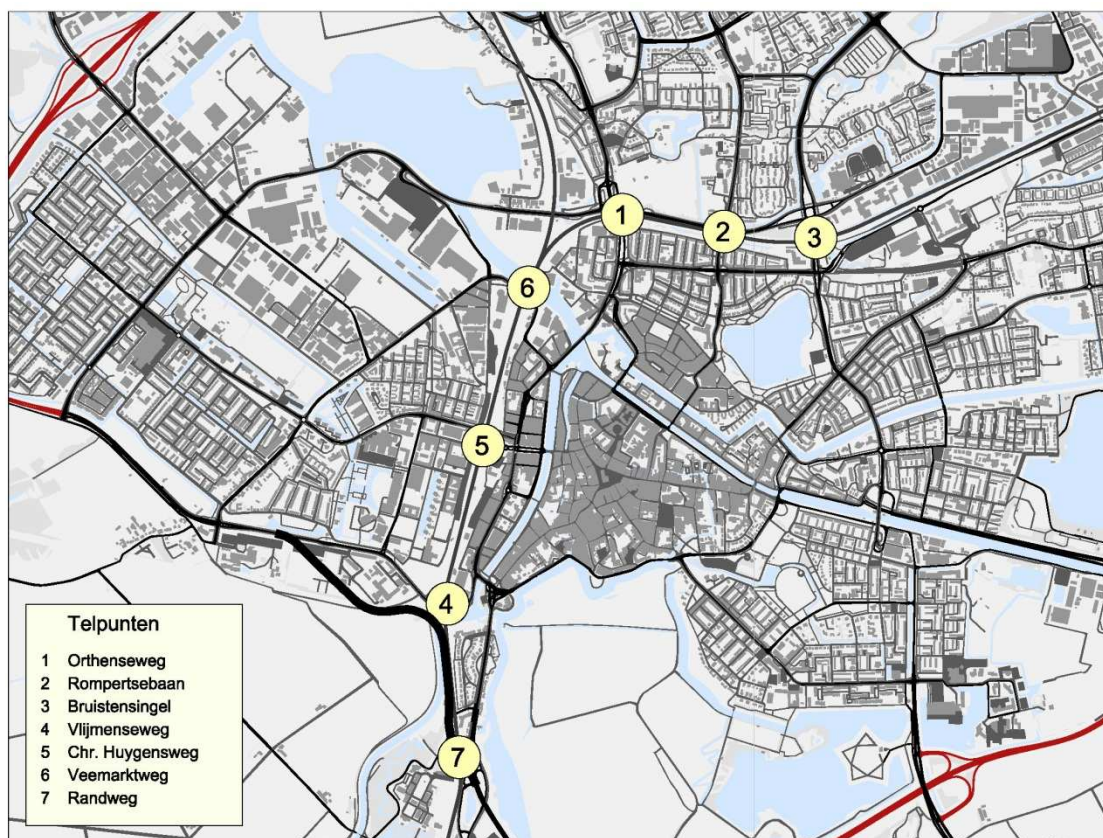 1
2
3
6
5
4
7
Telpunten
1 Orthenseweg
2 Rompertsebaan
3 Bruistensingel
4 Vlijmenseweg
5 Chr. Huygensweg
6 Veemarktweg
7 Randweg